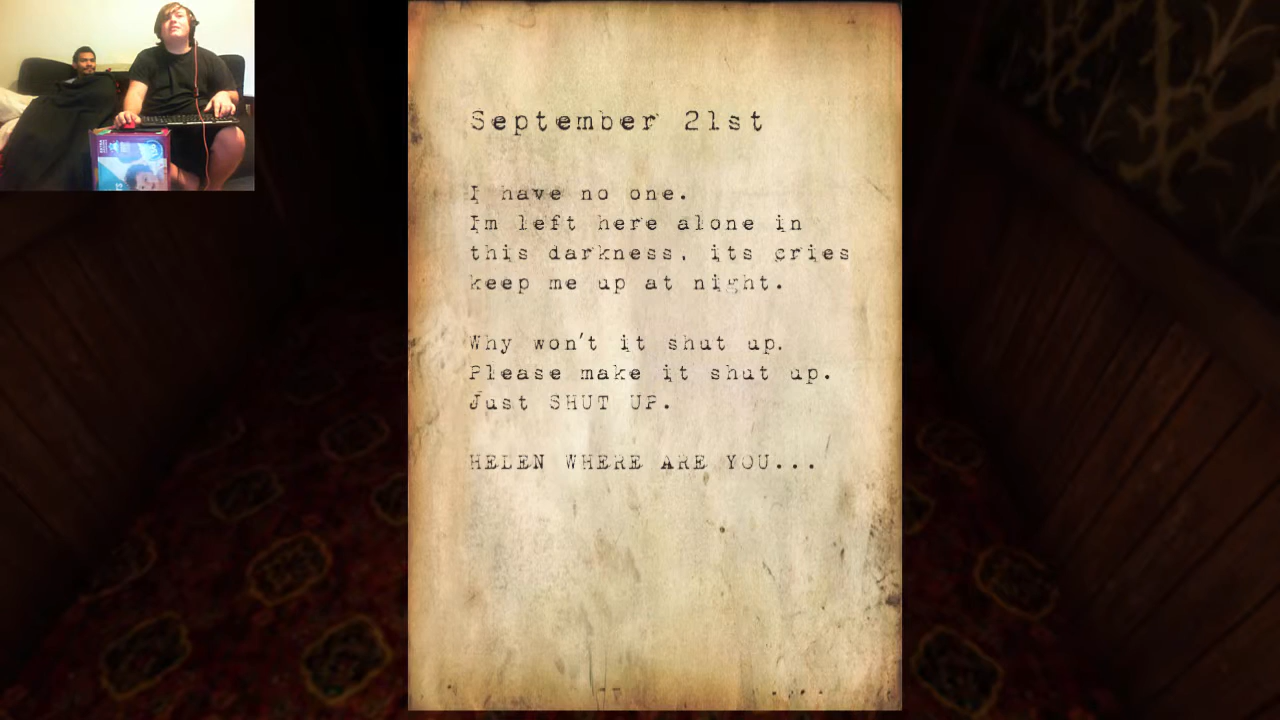 September 21st
I have no one.
Im left here alone in
this darkness, its cries
keep me up at night.
Why won't it shut up.
Please make it shut up.
Just SHUT UP.
HELEN WHERE ARE YOU...